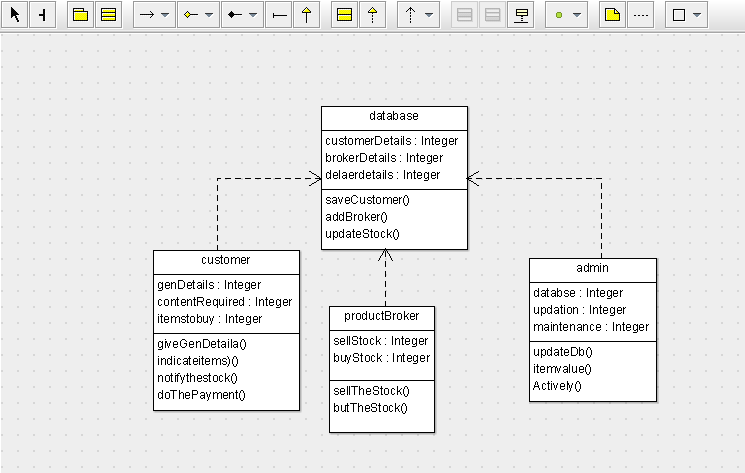 database
customerDetails : Integer
brokerDetails : Integer
delaerdetails : Integer
saveCustomer()
addBroker()
updateStock()
customer
genDetails : Integer
contentRequired : Integer
itemstobuy : Integer
giveGenDetaila()
indicateitems)()
notifythestock()
doThePayment()
productBroker
sellStock : Integer
buyStock : Integer
sellTheStock()
butTheStock()
admin
databse : Integer
updation : Integer
maintenance : Integer
updateDb()
itemvalue()
Actively()